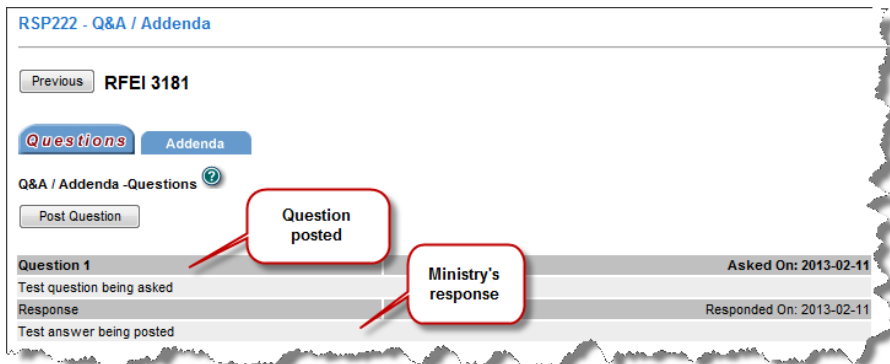 RSP222 - Q&A / Addenda
Previous RFEI 3181
Questions Addenda
Q&A / Addenda -Questions ?
Post Question
Question
posted
Question 1 Asked On: 2013-02-11
Ministry's
response
Test question being asked
Response Responded On: 2013-02-11
Test answer being posted